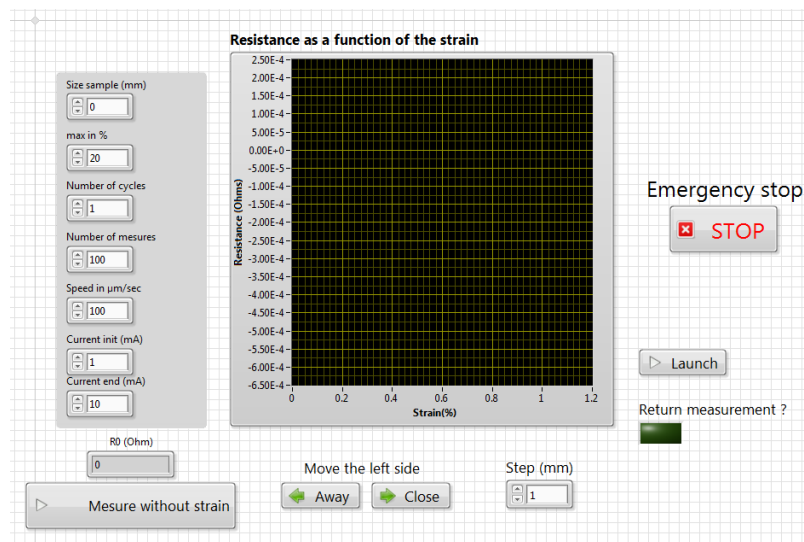 Resistance as a function of the strain
Size sample (mm)
0
max in %
20
Number of cycles
1
Number of mesures
100
Speed in µm/sec
100
Current init (mA)
1
Current end (mA)
10
R0 (Ohm)
0
Mesure without strain
Resistance (Ohms)
2.50E-4
2.00E-4
1.50E-4
1.00E-4
5.00E-5
0.00E+0
-5.00E-5
-1.00E-4
-1.50E-4
-2.00E-4
-2.50E-4
-3.00E-4
-3.50E-4
-4.00E-4
-4.50E-4
-5.00E-4
-5.50E-4
-6.00E-4
-6.50E-4
0 0.2 0.4 0.6 0.8 1 1.2
Strain(%)
Move the left side
Away Close
Step (mm)
1
Emergency stop
STOP
Launch
Return measurement ?